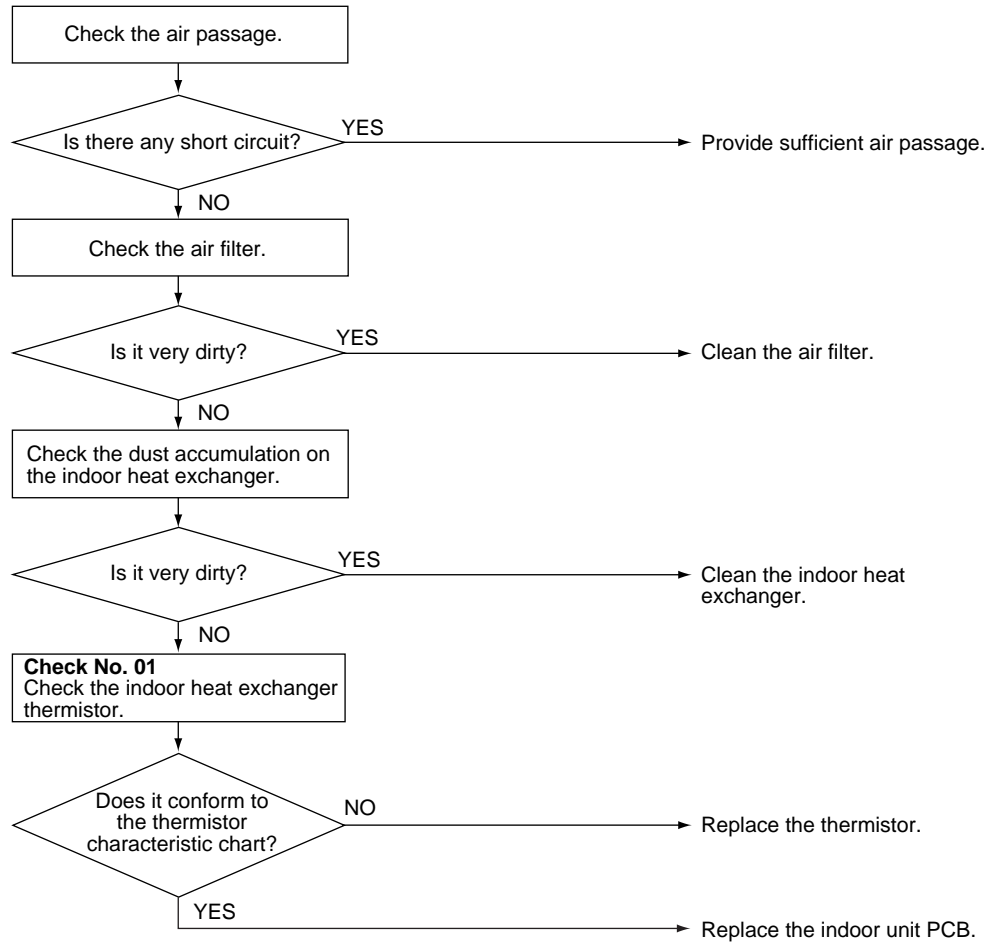 Check the air passage.
Is there any short circuit?
YES
Provide sufficient air passage.
NO
Check the air filter.
Is it very dirty?
YES
Clean the air filter.
NO
Check the dust accumulation on
the indoor heat exchanger.
Is it very dirty?
YES
Clean the indoor heat
exchanger.
NO
Check No. 01
Check the indoor heat exchanger
thermistor.
Does it conform to
the thermistor
characteristic chart?
NO
Replace the thermistor.
YES
Replace the indoor unit PCB.